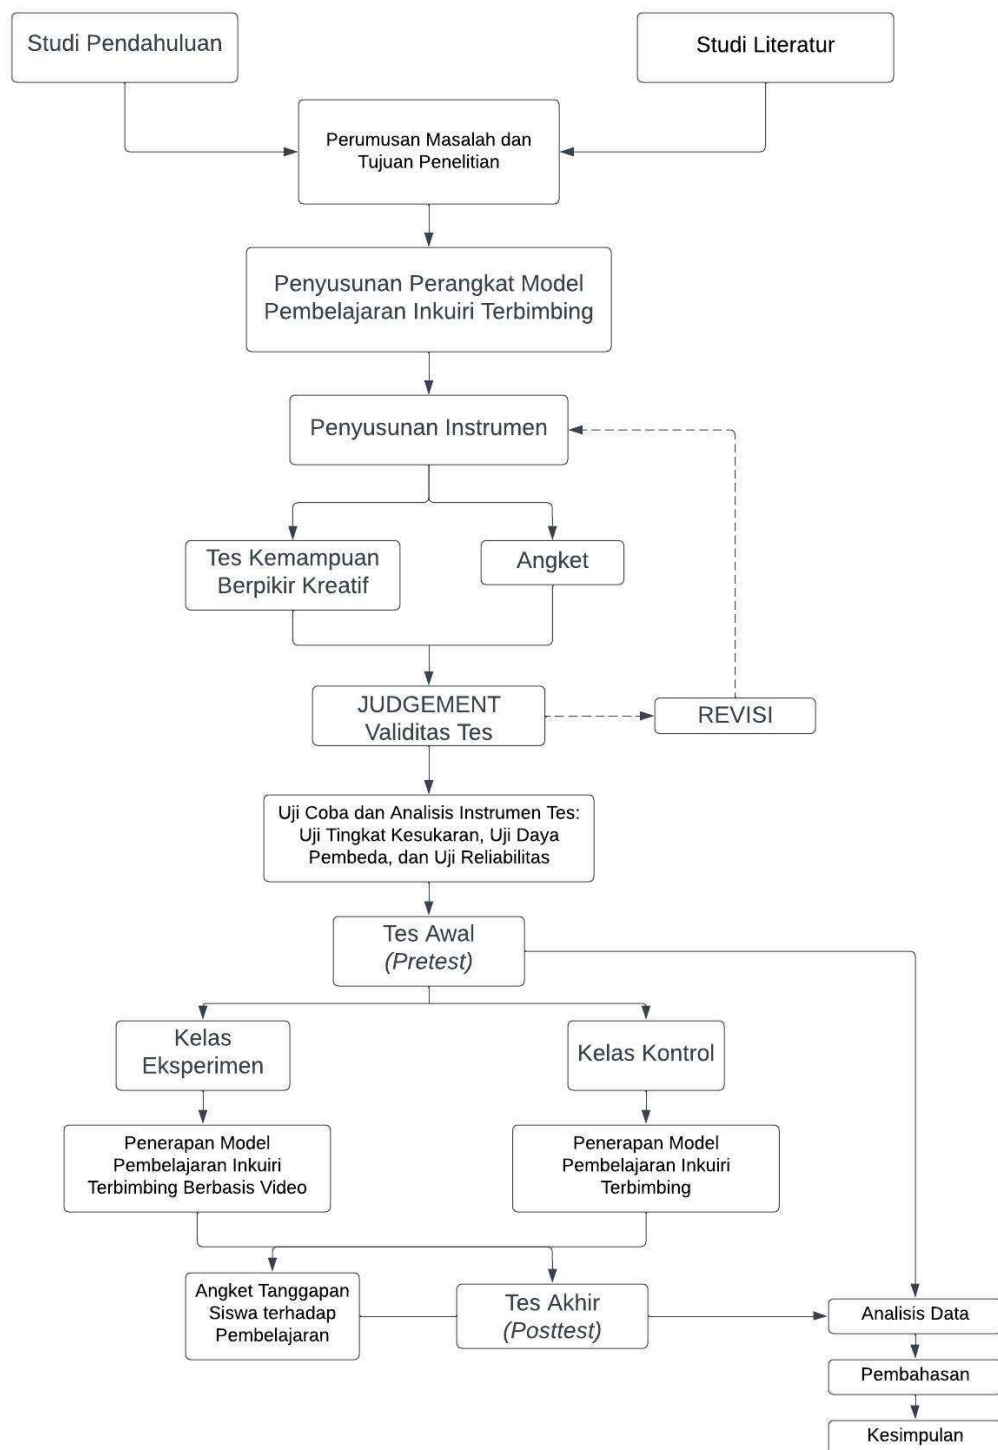 Studi Pendahuluan
Studi Literatur
Perumusan Masalah dan
Tujuan Penelitian
Penyusunan Perangkat Model
Pembelajaran Inkuiri Terbimbing
Penyusunan Instrumen
Tes Kemampuan
Berpikir Kreatif
Angket
JUDGEMENT
Validitas Tes
REVISI
Uji Coba dan Analisis Instrumen Tes:
Uji Tingkat Kesukaran, Uji Daya
Pembeda, dan Uji Reliabilitas
Tes Awal
(Pretest)
Kelas
Eksperimen
Kelas Kontrol
Penerapan Model
Pembelajaran Inkuiri
Terbimbing Berbasis Video
Penerapan Model
Pembelajaran Inkuiri
Terbimbing
Angket Tanggapan
Siswa terhadap
Pembelajaran
Tes Akhir
(Posttest)
Analisis Data
Pembahasan
Kesimpulan